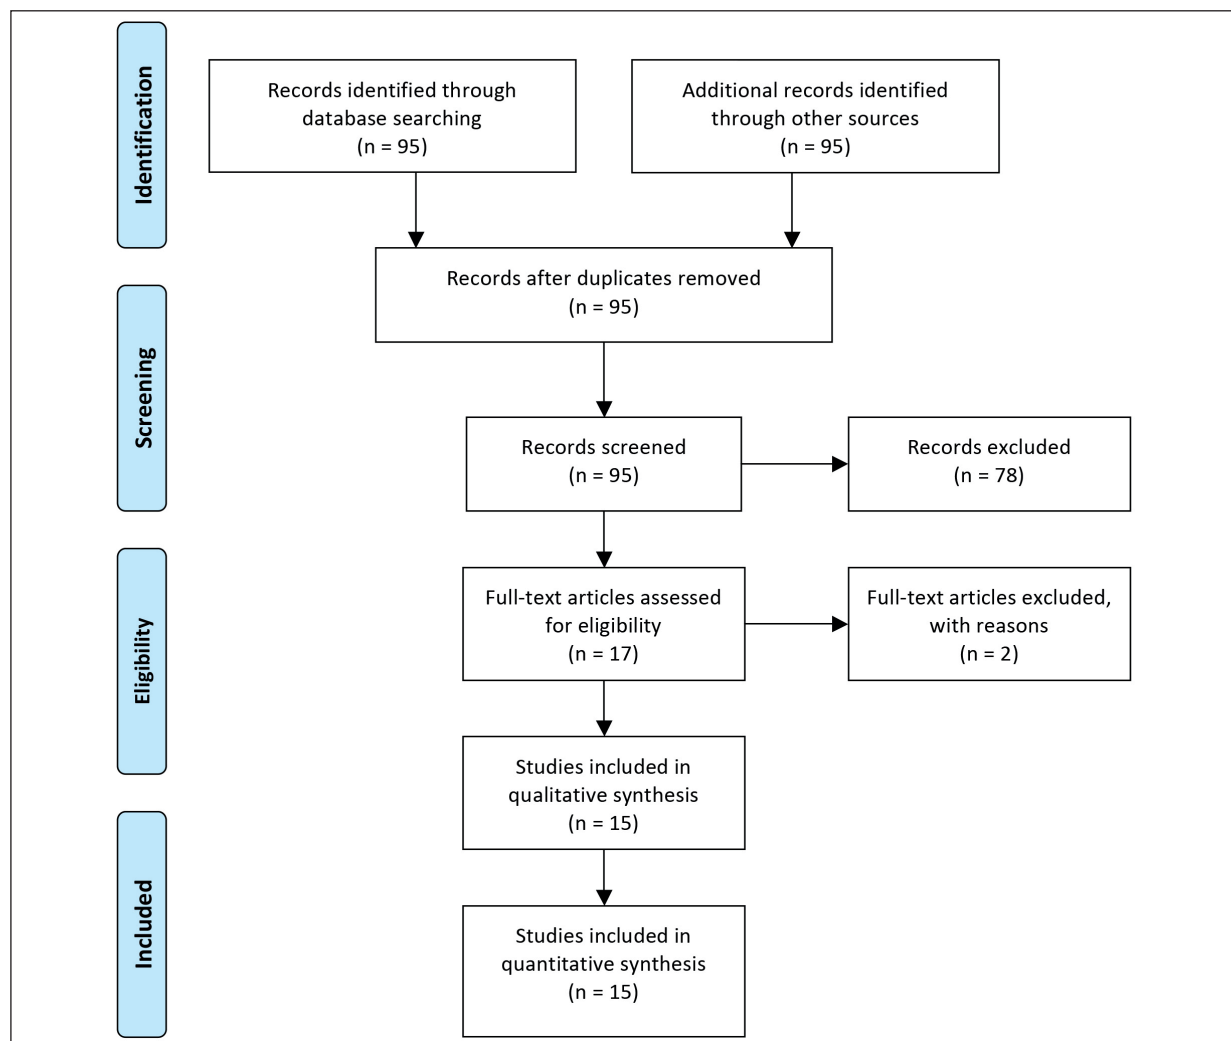 Identification
Records identified through
database searching
(n = 95)
Additional records identified
through other sources
(n = 95)
Records after duplicates removed
(n = 95)
Screening
Records screened
(n = 95)
Records excluded
(n = 78)
Eligibility
Full-text articles assessed
for eligibility
(n = 17)
Full-text articles excluded,
with reasons
(n = 2)
Studies included in
qualitative synthesis
(n = 15)
Included
Studies included in
quantitative synthesis
(n = 15)